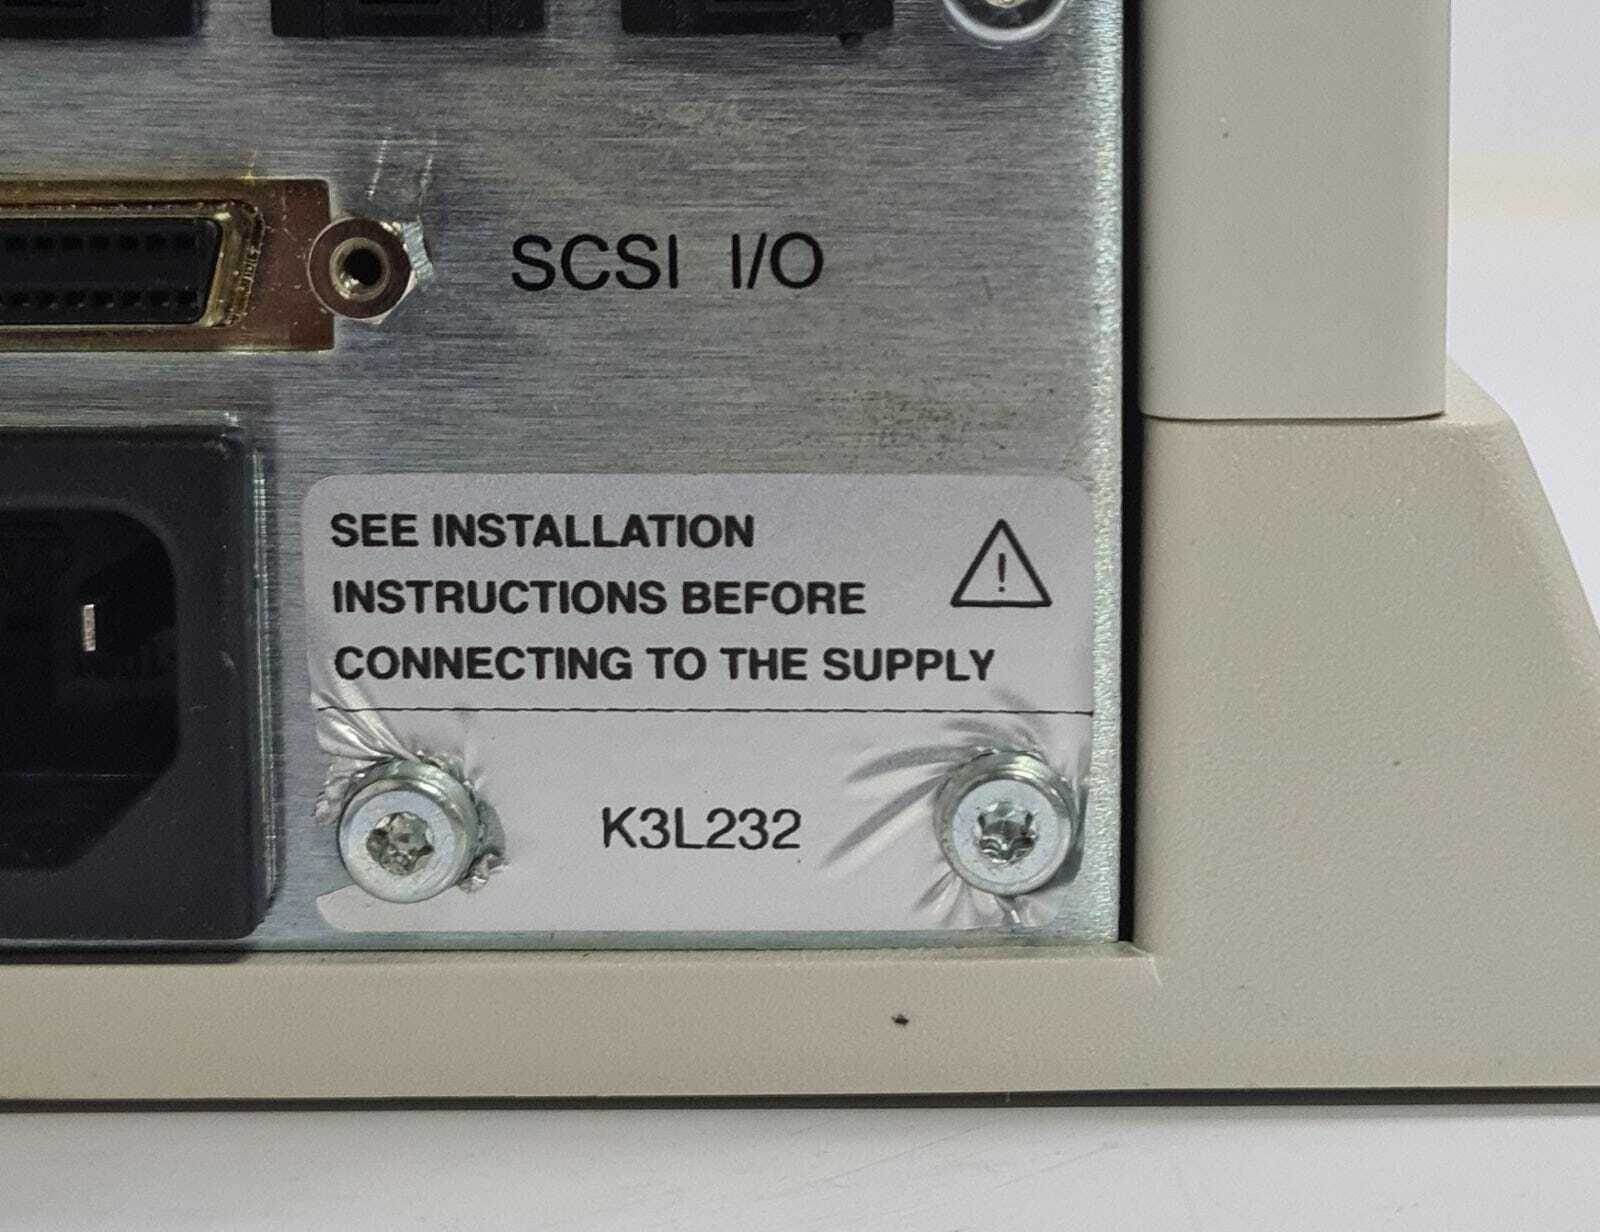 SCSI I/O
SEE INSTALLATION
INSTRUCTIONS BEFORE
CONNECTING TO THE SUPPLY
K3L232